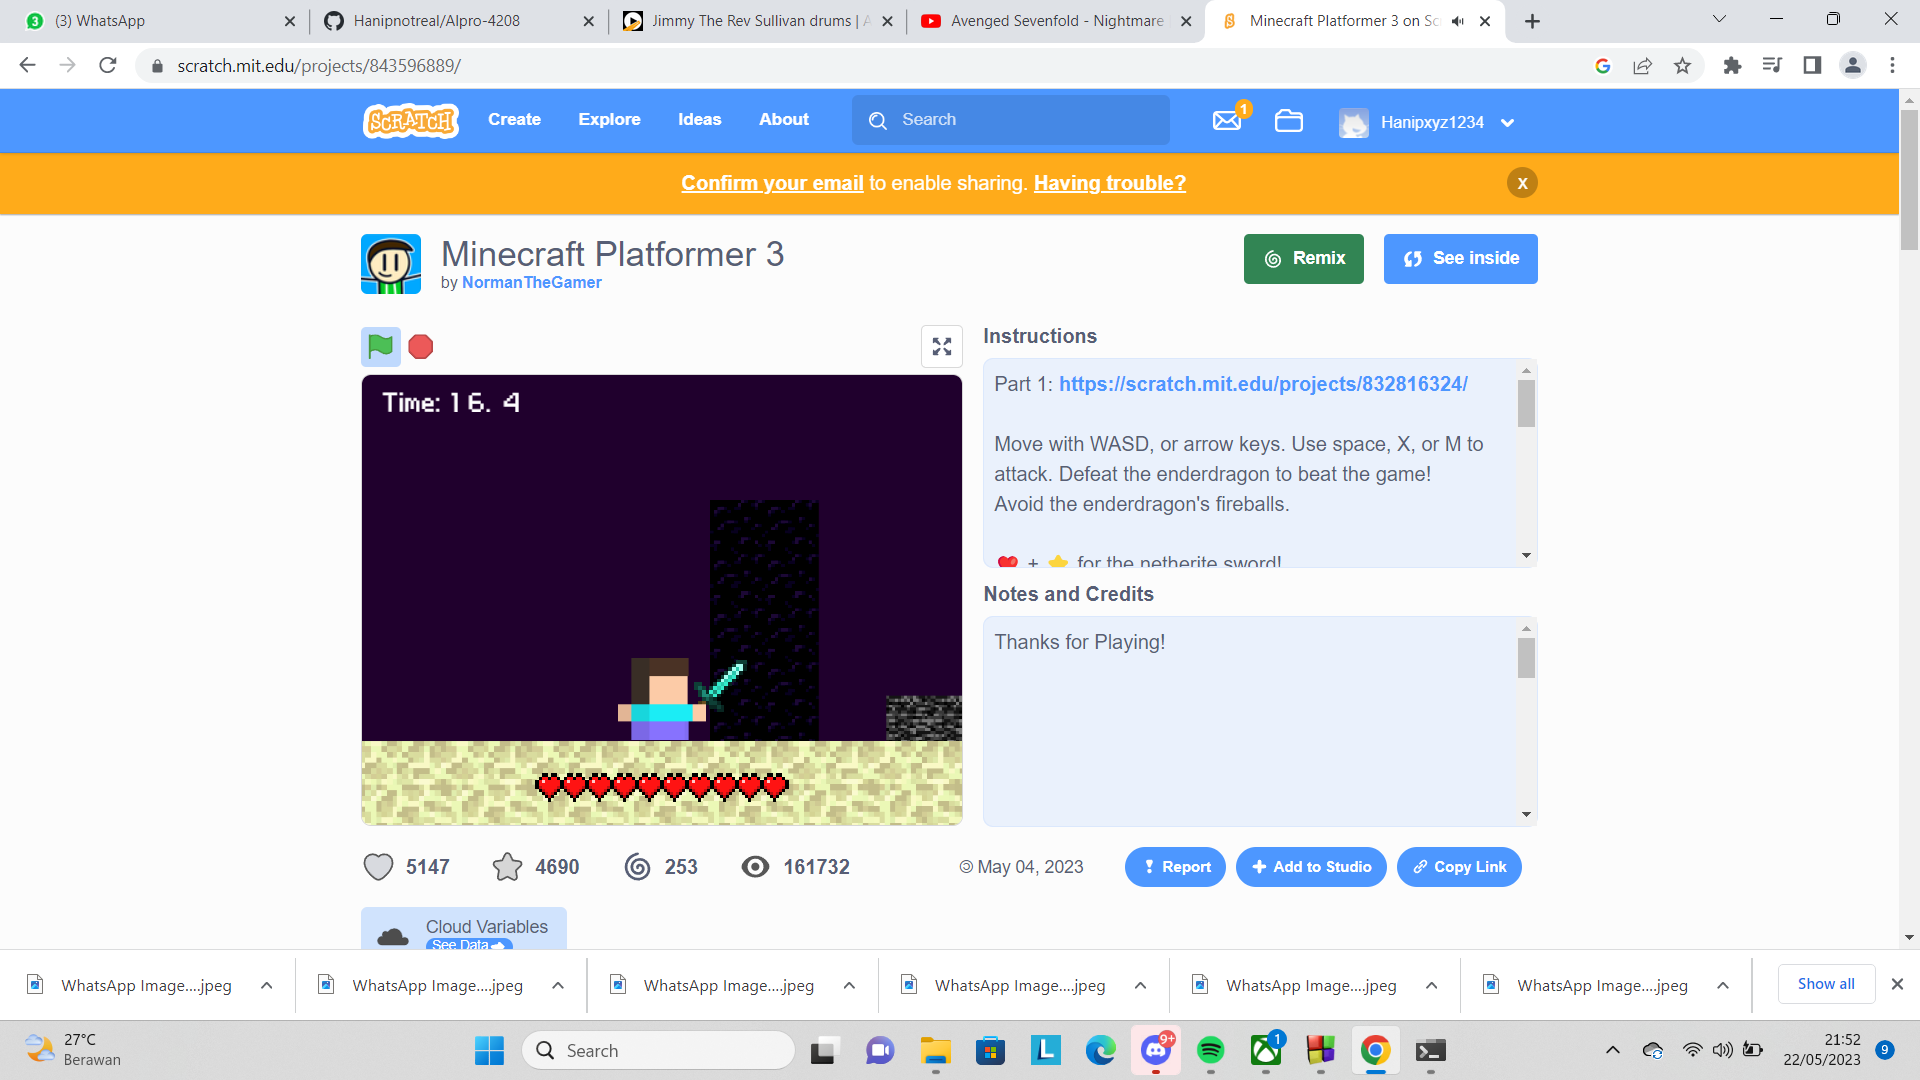 (3) WhatsApp
Hanipnotreal/Alpro-4208
Jimmy The Rev Sullivan drums | A
Avenged Sevenfold - Nightmare
Minecraft Platformer 3 on Sc
scratch.mit.edu/projects/843596889/
SCRATCH
Create
Explore
Ideas
About
Search
1
Hanipxyz1234
Confirm your email to enable sharing. Having trouble?
X
Minecraft Platformer 3
by NormanTheGamer
Remix
See inside
Time: 16. 4
Instructions
Part 1: https://scratch.mit.edu/projects/832816324/
Move with WASD, or arrow keys. Use space, X, or M to
attack. Defeat the enderdragon to beat the game!
Avoid the enderdragon's fireballs.
❤️ + ⭐ for the netherite sword!
Notes and Credits
Thanks for Playing!
5147
4690
253
161732
© May 04, 2023
Report
Add to Studio
Copy Link
Cloud Variables
See Data
WhatsApp Image....jpeg
WhatsApp Image....jpeg
WhatsApp Image....jpeg
WhatsApp Image....jpeg
WhatsApp Image....jpeg
WhatsApp Image....jpeg
Show all
27°C
Berawan
Search
L
9+
1
21:52
22/05/2023
9